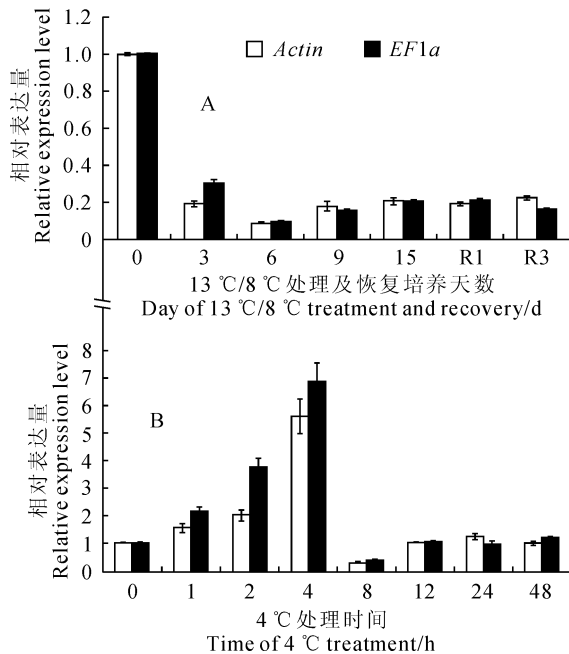 相对表达量
Relative expression level
1.2
1.0
0.8
0.6
0.4
0.2
0
Actin EF1a
A
0 3 6 9 15 R1 R3
13 ℃/8 ℃处理及恢复培养天数
Day of 13 ℃/8 ℃ treatment and recovery/d
相对表达量
Relative expression level
8
7
6
5
4
3
2
1
0
B
0 1 2 4 8 12 24 48
4 ℃处理时间
Time of 4 ℃ treatment/h